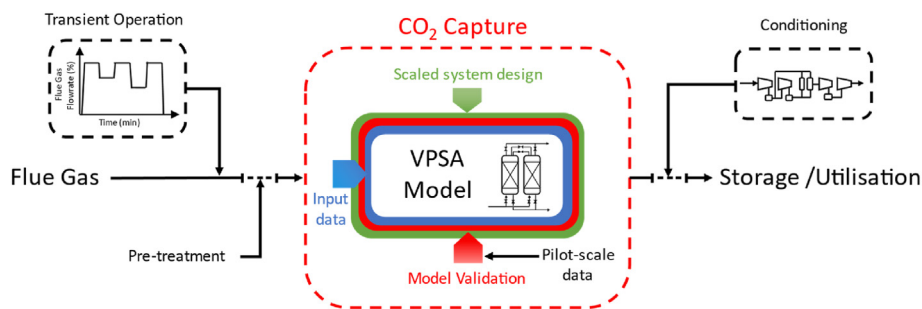 Transient Operation
Flue Gas
Flowrate (%)
Time (min)
CO₂ Capture
Conditioning
Scaled system design
VPSA
Model
Flue Gas
Input
data
Storage /Utilisation
Pre-treatment
Model Validation
Pilot-scale
data